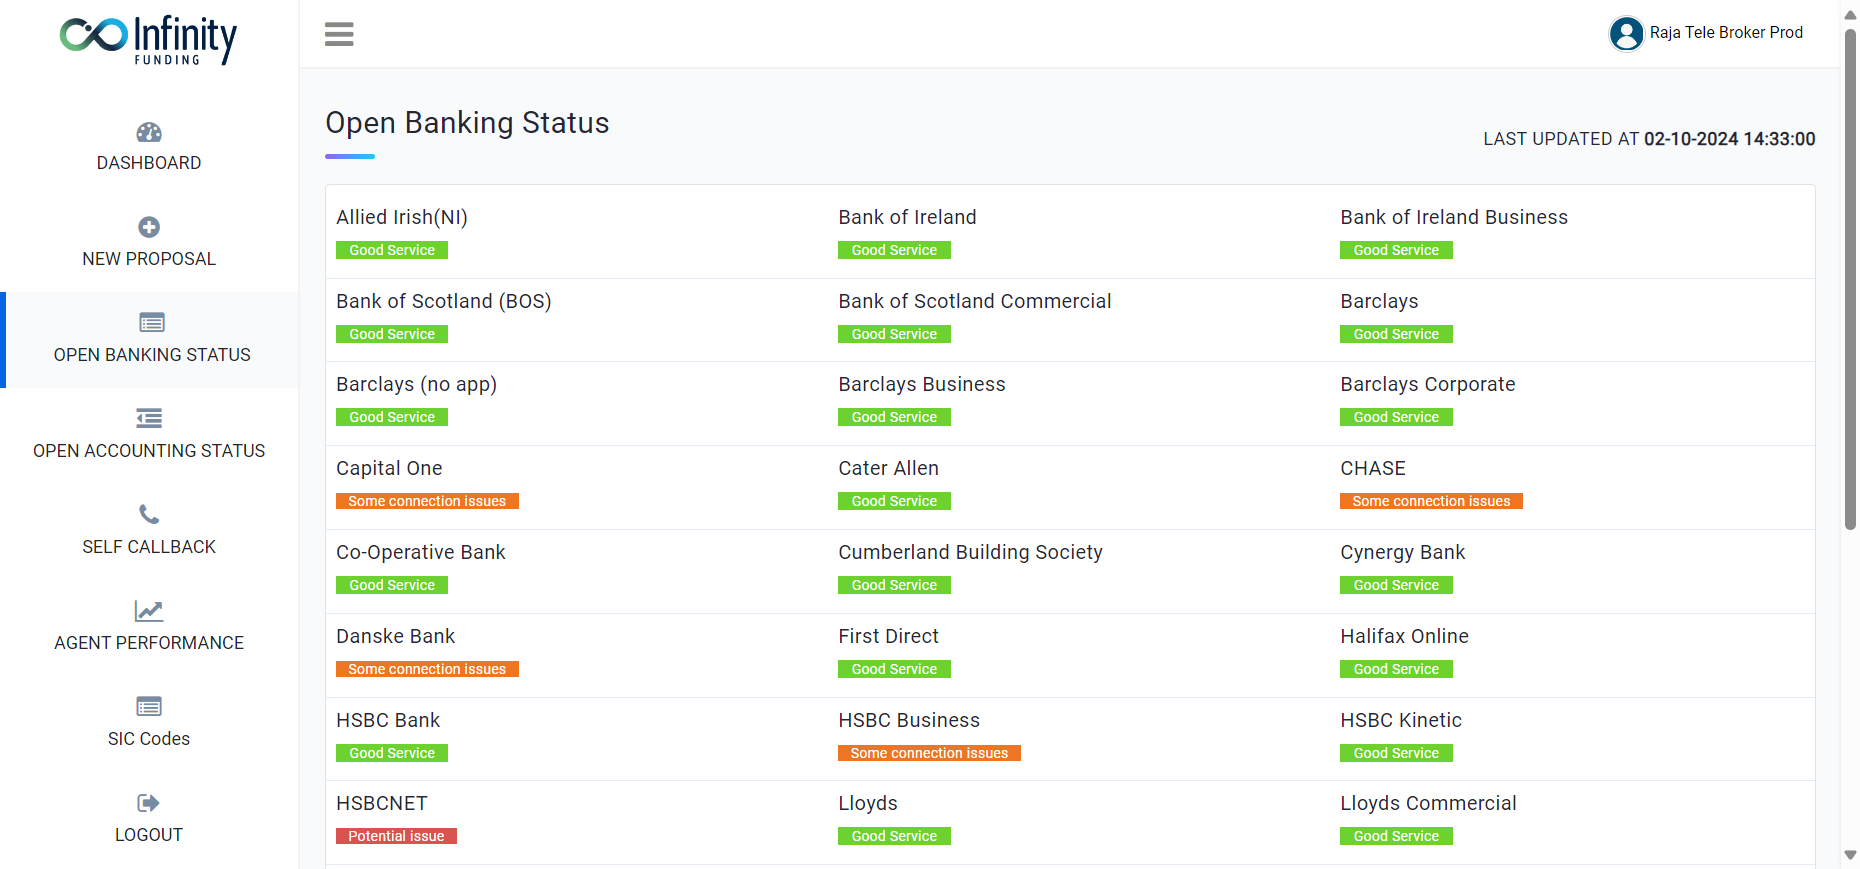 Infinity
FUNDING
Raja Tele Broker Prod
DASHBOARD
NEW PROPOSAL
OPEN BANKING STATUS
OPEN ACCOUNTING STATUS
SELF CALLBACK
AGENT PERFORMANCE
SIC Codes
LOGOUT
Open Banking Status
LAST UPDATED AT 02-10-2024 14:33:00
Allied Irish(NI)
Good Service
Bank of Ireland
Good Service
Bank of Ireland Business
Good Service
Bank of Scotland (BOS)
Good Service
Bank of Scotland Commercial
Good Service
Barclays
Good Service
Barclays (no app)
Good Service
Barclays Business
Good Service
Barclays Corporate
Good Service
Capital One
Some connection issues
Cater Allen
Good Service
CHASE
Some connection issues
Co-Operative Bank
Good Service
Cumberland Building Society
Good Service
Cynergy Bank
Good Service
Danske Bank
Some connection issues
First Direct
Good Service
Halifax Online
Good Service
HSBC Bank
Good Service
HSBC Business
Some connection issues
HSBC Kinetic
Good Service
HSBCNET
Potential issue
Lloyds
Good Service
Lloyds Commercial
Good Service